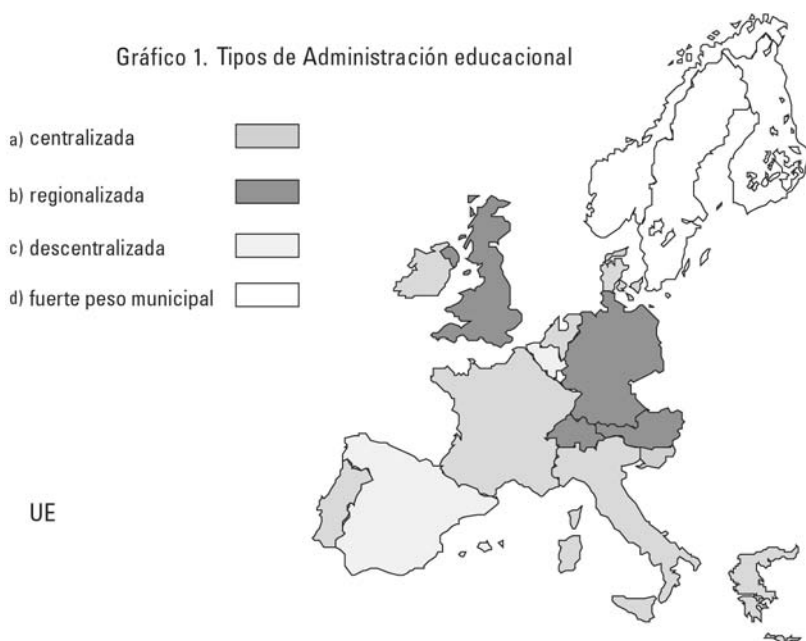 Gráfico 1. Tipos de Administración educacional
a) centralizada
b) regionalizada
c) descentralizada
d) fuerte peso municipal
UE